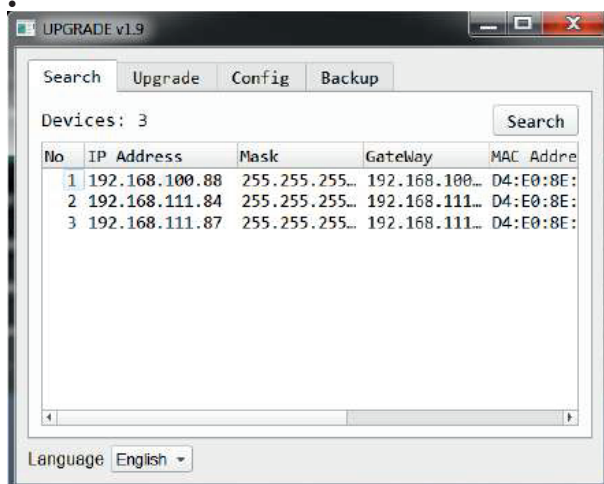 UPGRADE v1.9
Search Upgrade Config Backup
Devices: 3 Search
No IP Address Mask GateWay MAC Addre
1 192.168.100.88 255.255.255… 192.168.100… D4:E0:8E:
2 192.168.111.84 255.255.255… 192.168.111… D4:E0:8E:
3 192.168.111.87 255.255.255… 192.168.111… D4:E0:8E:
Language English